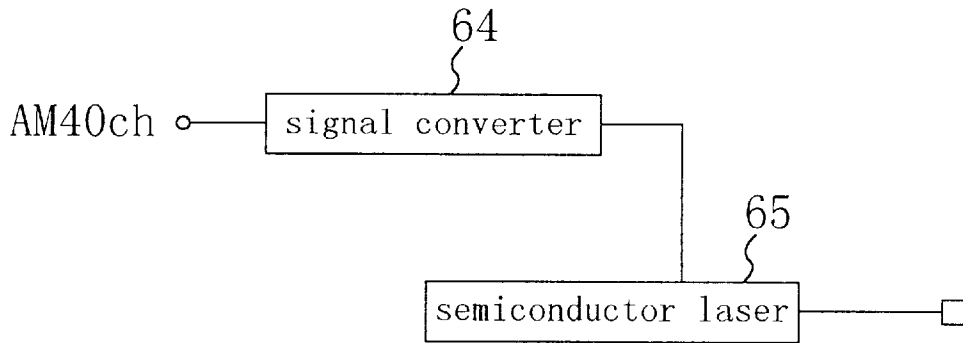 64
AM40ch
signal converter
65
semiconductor laser